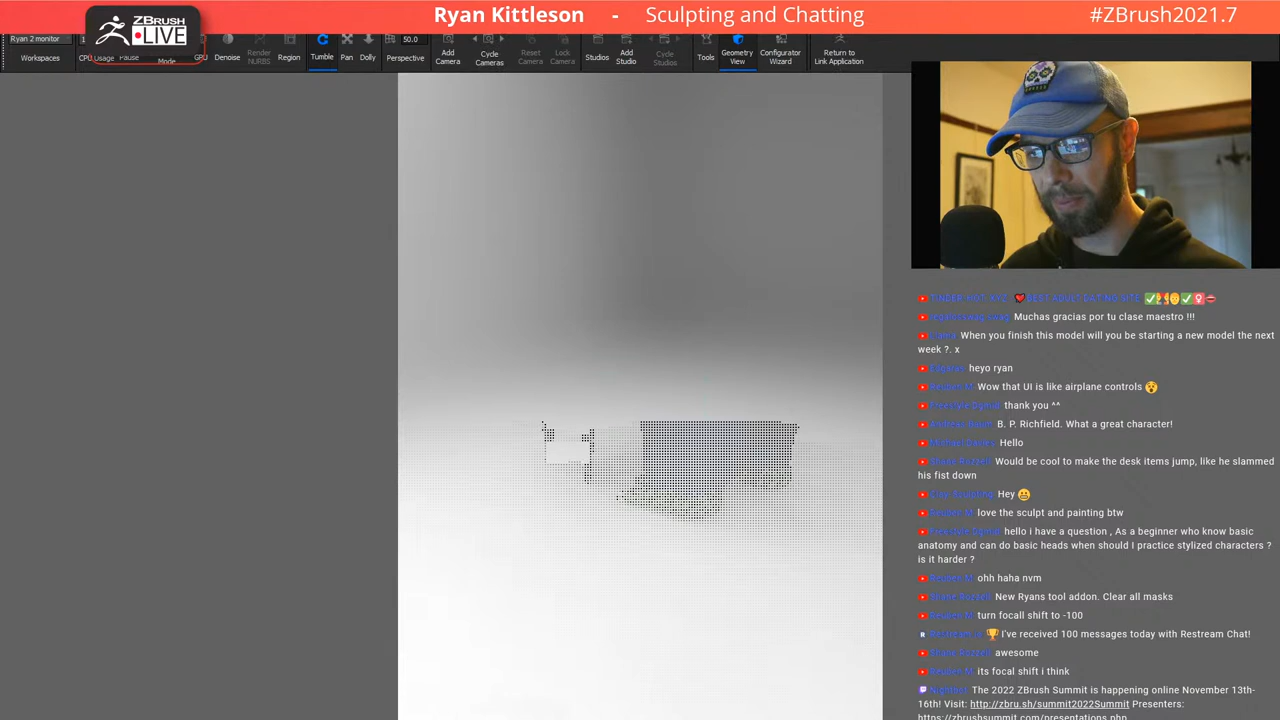 Ryan Kittleson - Sculpting and Chatting #ZBrush2021.7
ZBRUSH
LIVE
Ryan 2 monitor
Workspaces
CPU Usage Pause Mode GPU Denoise Render NURBS Region Tumble Pan Dolly 50.0 Perspective Add Camera Cycle Cameras Reset Camera Lock Camera Studios Add Studio Cycle Studios Tools Geometry View Configurator Wizard Return to Link Application
BEST ADULT DATING SITE
Muchas gracias por tu clase maestro !!!
When you finish this model will you be starting a new model the next
week ?. x
heyo ryan
Wow that UI is like airplane controls 😯
thank you ^^
B. P. Richfield. What a great character!
Hello
Would be cool to make the desk items jump, like he slammed
his fist down
Hey 😀
love the sculpt and painting btw
hello i have a question , As a beginner who know basic
anatomy and can do basic heads when should I practice stylized characters ?
is it harder ?
ohh haha nvm
New Ryans tool addon. Clear all masks
turn focall shift to -100
🏆 I've received 100 messages today with Restream Chat!
awesome
its focal shift i think
The 2022 ZBrush Summit is happening online November 13th-
16th! Visit: http://zbru.sh/summit2022Summit Presenters:
https://zbrushsummit.com/presentations.php